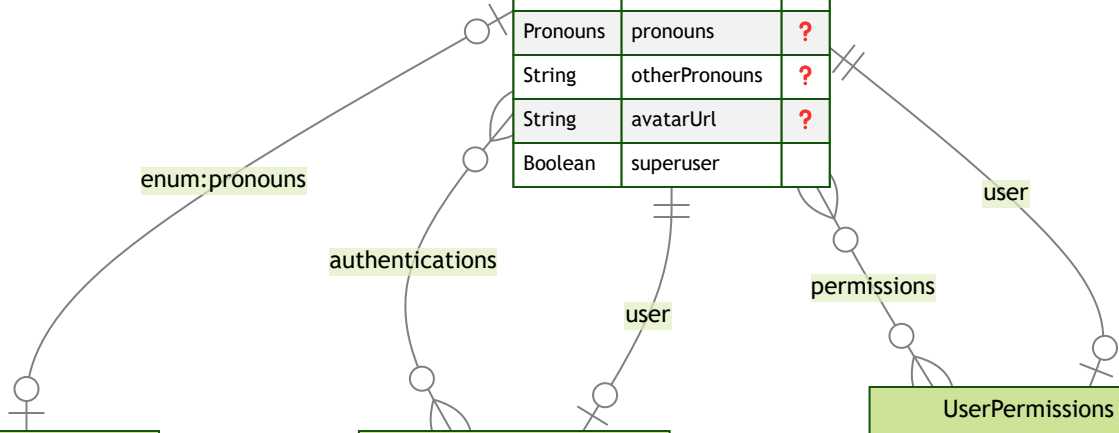 Pronouns pronouns ❓
String otherPronouns ❓
String avatarUrl ❓
Boolean superuser
enum:pronouns
user
authentications
permissions
user
UserPermissions